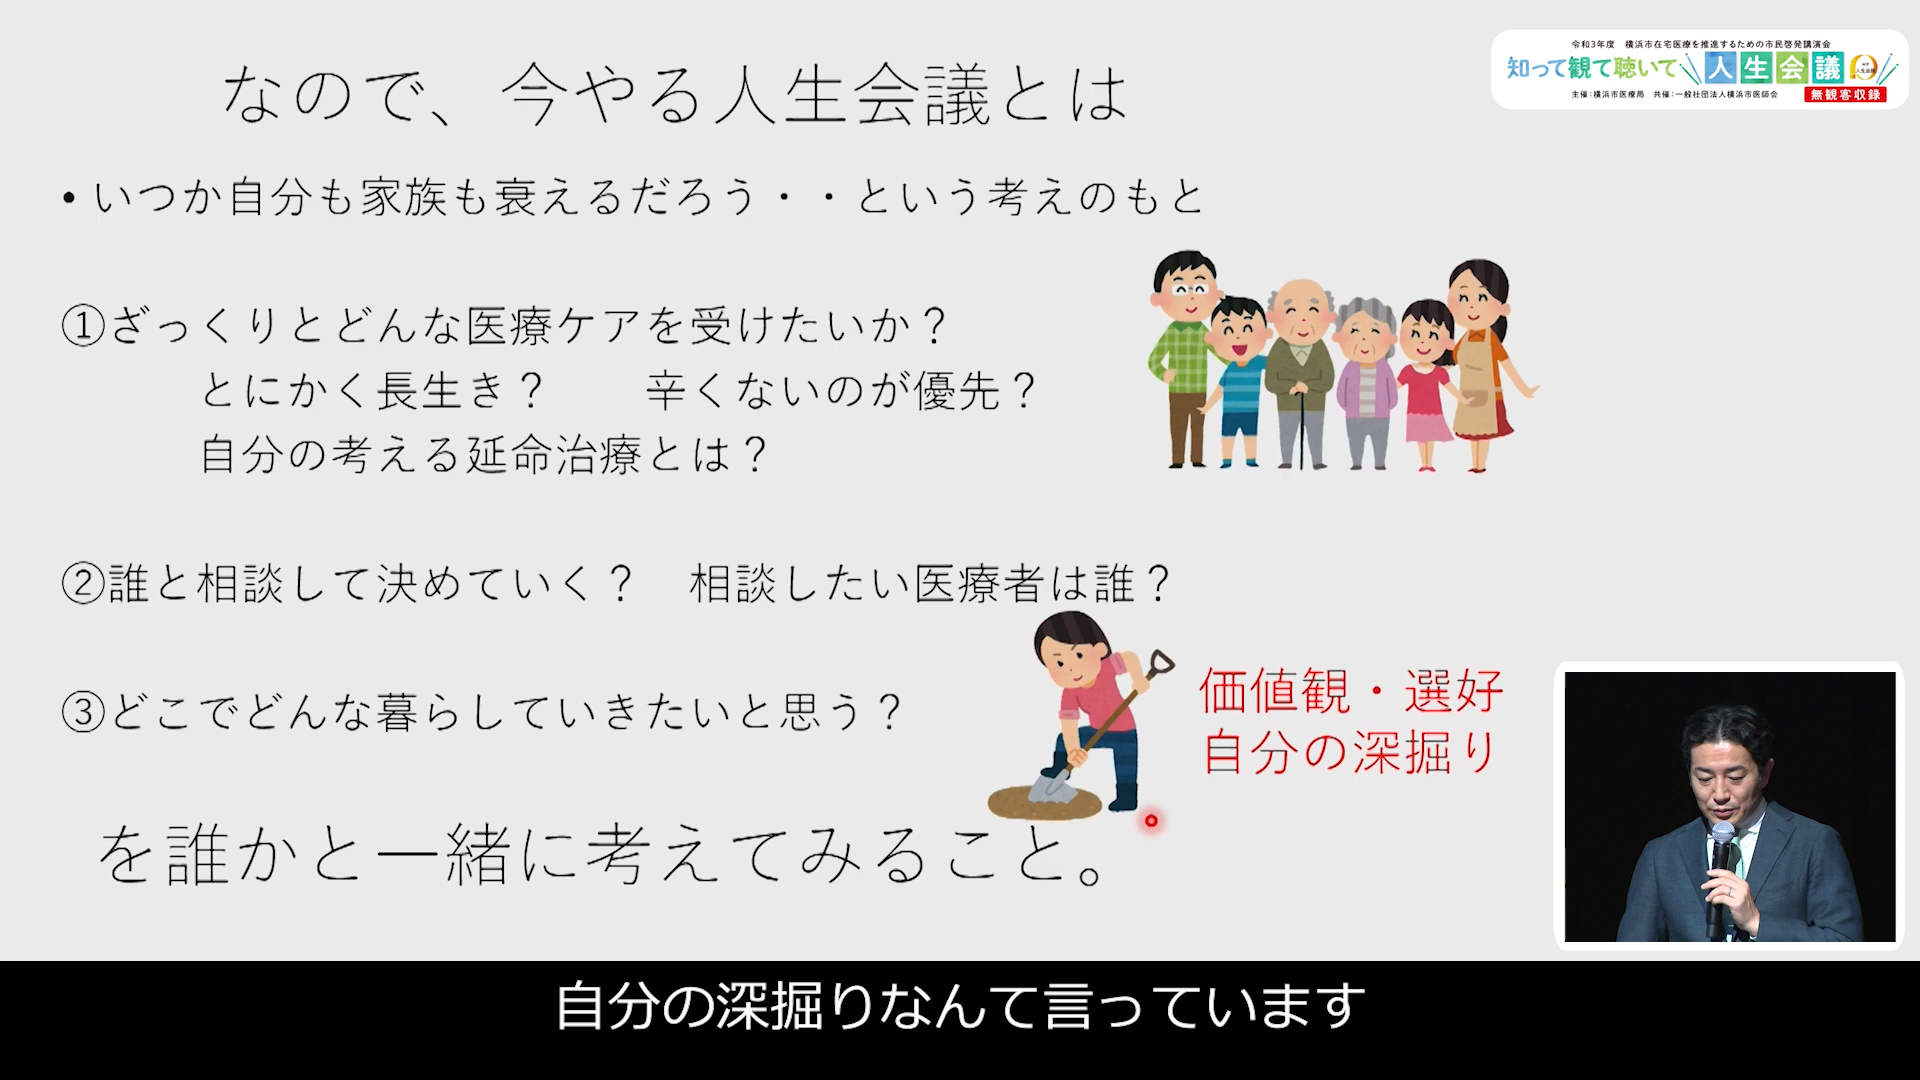 令和3年度　横浜市在宅医療を推進するための市民啓発講演会
知って観て聴いて 人生会議
主催：横浜市医療局　共催：一般社団法人横浜市医師会
無観客収録
なので、今やる人生会議とは
• いつか自分も家族も衰えるだろう・・という考えのもと
①ざっくりとどんな医療ケアを受けたいか？
とにかく長生き？　　辛くないのが優先？
自分の考える延命治療とは？
②誰と相談して決めていく？　相談したい医療者は誰？
③どこでどんな暮らしていきたいと思う？
価値観・選好
自分の深掘り
を誰かと一緒に考えてみること。
自分の深掘りなんて言っています